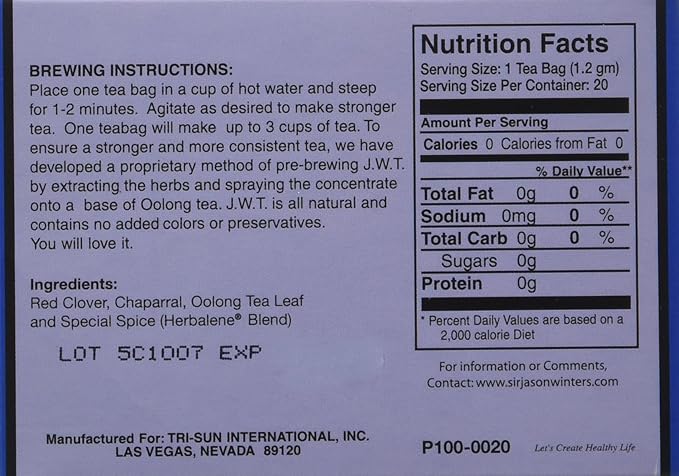 BREWING INSTRUCTIONS:
Place one tea bag in a cup of hot water and steep
for 1-2 minutes. Agitate as desired to make stronger
tea. One teabag will make up to 3 cups of tea. To
ensure a stronger and more consistent tea, we have
developed a proprietary method of pre-brewing J.W.T.
by extracting the herbs and spraying the concentrate
onto a base of Oolong tea. J.W.T. is all natural and
contains no added colors or preservatives.
You will love it.
Ingredients:
Red Clover, Chaparral, Oolong Tea Leaf
and Special Spice (Herbalene® Blend)
LOT 5C1007 EXP
Manufactured For: TRI-SUN INTERNATIONAL, INC.
LAS VEGAS, NEVADA 89120
Nutrition Facts
Serving Size: 1 Tea Bag (1.2 gm)
Serving Size Per Container: 20
Amount Per Serving
Calories 0 Calories from Fat 0
% Daily Value**
Total Fat 0g 0 %
Sodium 0mg 0 %
Total Carb 0g 0 %
Sugars 0g
Protein 0g
* Percent Daily Values are based on a
2,000 calorie Diet
For information or Comments,
Contact: www.sirjasonwinters.com
P100-0020 Let's Create Healthy Life